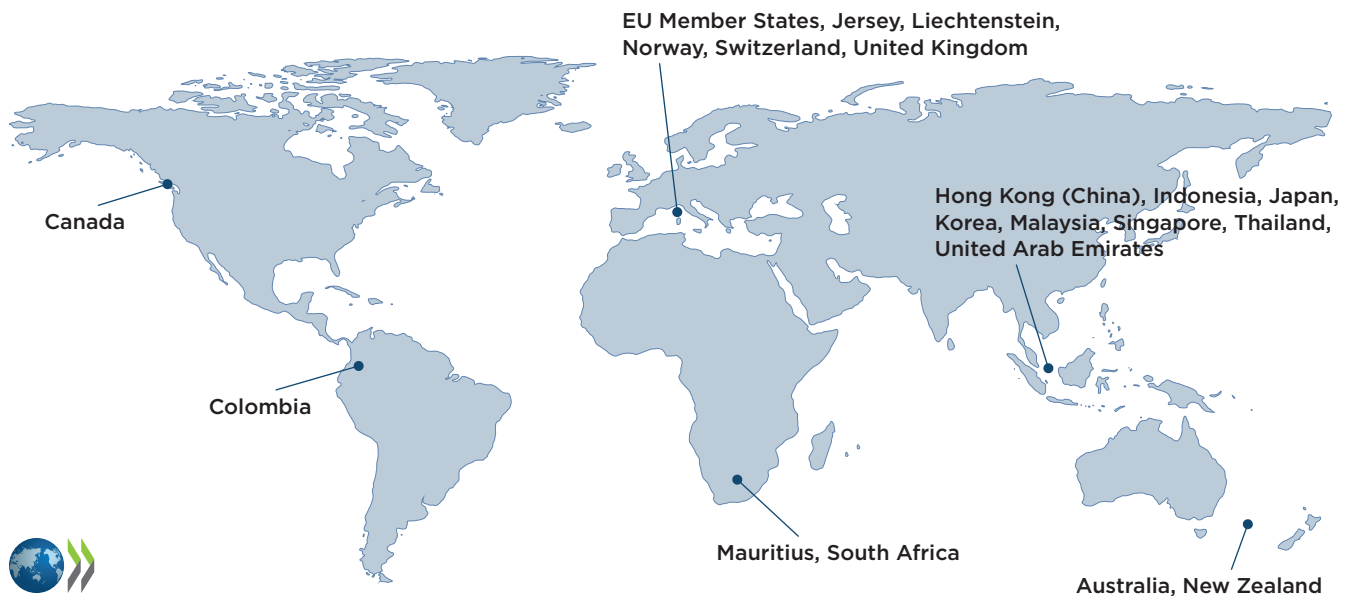 EU Member States, Jersey, Liechtenstein,
Norway, Switzerland, United Kingdom
Hong Kong (China), Indonesia, Japan,
Korea, Malaysia, Singapore, Thailand,
United Arab Emirates
Canada
Colombia
Mauritius, South Africa
Australia, New Zealand